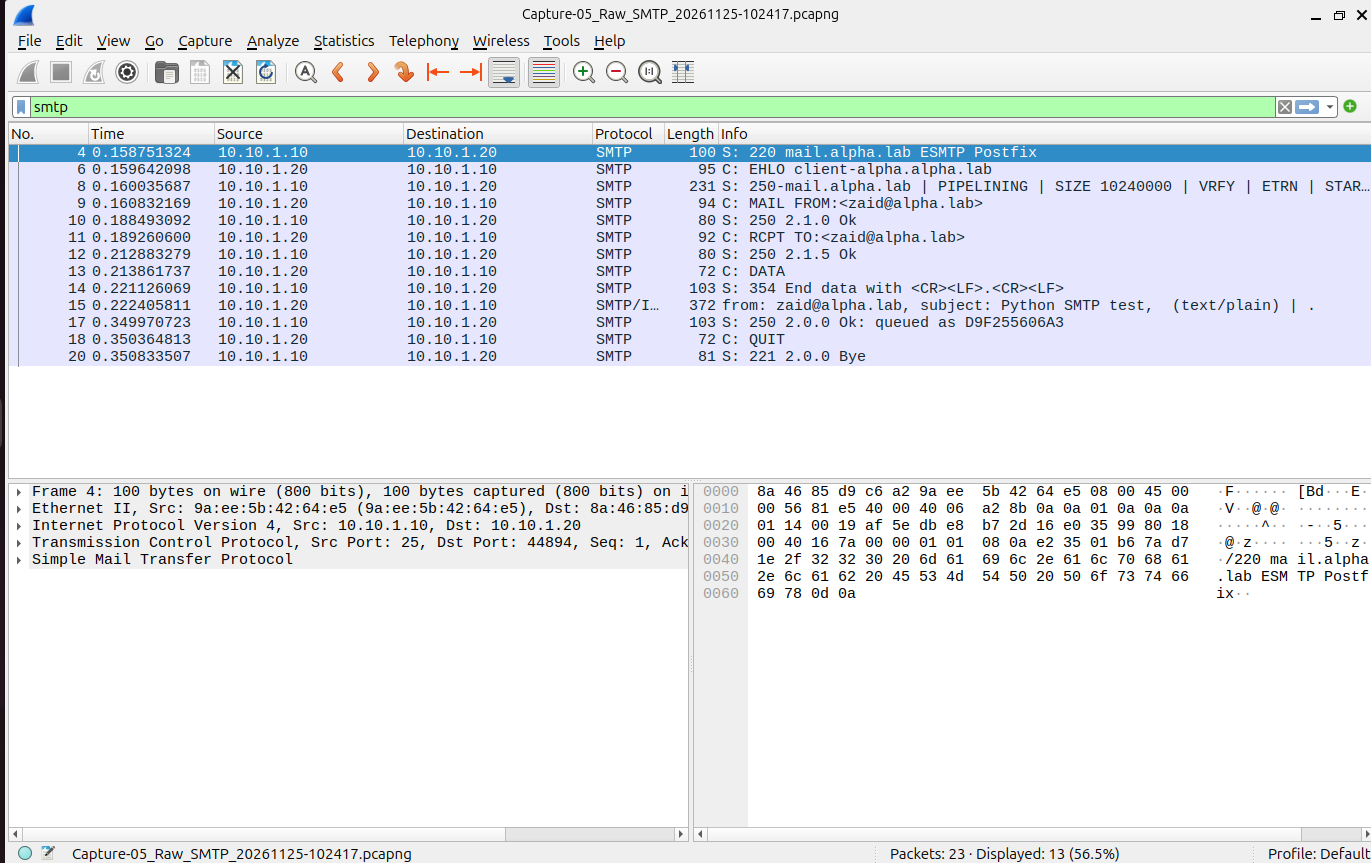 Capture-05_Raw_SMTP_20261125-102417.pcapng
File Edit View Go Capture Analyze Statistics Telephony Wireless Tools Help
smtp
No. Time Source Destination Protocol Length Info
4 0.158751324 10.10.1.10 10.10.1.20 SMTP 100 S: 220 mail.alpha.lab ESMTP Postfix
6 0.159642098 10.10.1.20 10.10.1.10 SMTP 95 C: EHLO client-alpha.alpha.lab
8 0.160035687 10.10.1.10 10.10.1.20 SMTP 231 S: 250-mail.alpha.lab | PIPELINING | SIZE 10240000 | VRFY | ETRN | STAR…
9 0.160832169 10.10.1.20 10.10.1.10 SMTP 94 C: MAIL FROM:<zaid@alpha.lab>
10 0.188493092 10.10.1.10 10.10.1.20 SMTP 80 S: 250 2.1.0 Ok
11 0.189260600 10.10.1.20 10.10.1.10 SMTP 92 C: RCPT TO:<zaid@alpha.lab>
12 0.212883279 10.10.1.10 10.10.1.20 SMTP 80 S: 250 2.1.5 Ok
13 0.213861737 10.10.1.20 10.10.1.10 SMTP 72 C: DATA
14 0.221126069 10.10.1.10 10.10.1.20 SMTP 103 S: 354 End data with <CR><LF>.<CR><LF>
15 0.222405811 10.10.1.20 10.10.1.10 SMTP/I… 372 from: zaid@alpha.lab, subject: Python SMTP test,  (text/plain) | .
17 0.349970723 10.10.1.10 10.10.1.20 SMTP 103 S: 250 2.0.0 Ok: queued as D9F255606A3
18 0.350364813 10.10.1.20 10.10.1.10 SMTP 72 C: QUIT
20 0.350833507 10.10.1.10 10.10.1.20 SMTP 81 S: 221 2.0.0 Bye
Frame 4: 100 bytes on wire (800 bits), 100 bytes captured (800 bits) on i
Ethernet II, Src: 9a:ee:5b:42:64:e5 (9a:ee:5b:42:64:e5), Dst: 8a:46:85:d9
Internet Protocol Version 4, Src: 10.10.1.10, Dst: 10.10.1.20
Transmission Control Protocol, Src Port: 25, Dst Port: 44894, Seq: 1, Ack
Simple Mail Transfer Protocol
0000 8a 46 85 d9 c6 a2 9a ee 5b 42 64 e5 08 00 45 00 ·F······ [Bd···E·
0010 00 56 81 e5 40 00 40 06 a2 8b 0a 0a 01 0a 0a 0a ·V··@·@· ········
0020 01 14 00 19 af 5e db e8 b7 2d 16 e0 35 99 80 18 ·····^·· ·-··5···
0030 00 40 16 7a 00 00 01 01 08 0a e2 35 01 b6 7a d7 ·@·z···· ···5··z·
0040 1e 2f 32 32 30 20 6d 61 69 6c 2e 61 6c 70 68 61 ·/220 ma il.alpha
0050 2e 6c 61 62 20 45 53 4d 54 50 20 50 6f 73 74 66 .lab ESM TP Postf
0060 69 78 0d 0a ix··
Capture-05_Raw_SMTP_20261125-102417.pcapng Packets: 23 · Displayed: 13 (56.5%) Profile: Default